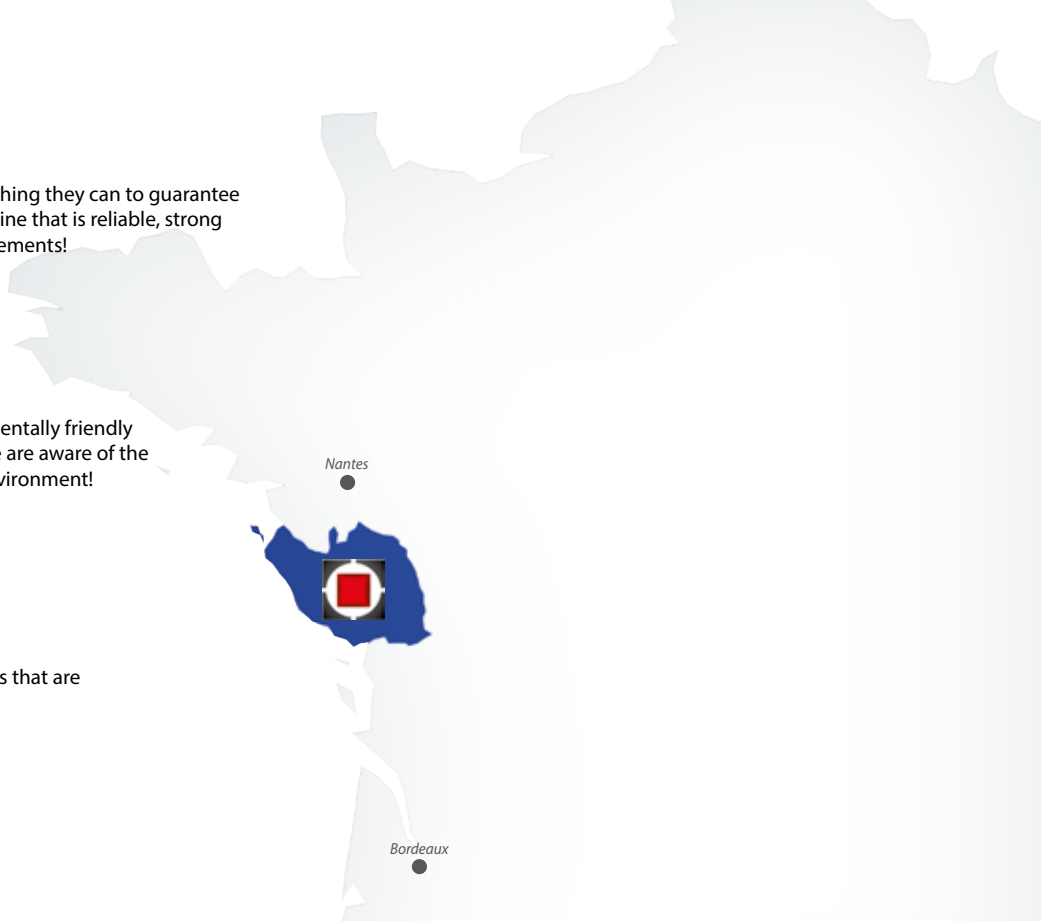 hing they can to guarantee
ine that is reliable, strong
ements!
entally friendly
are aware of the
vironment!
Nantes
s that are
Bordeaux